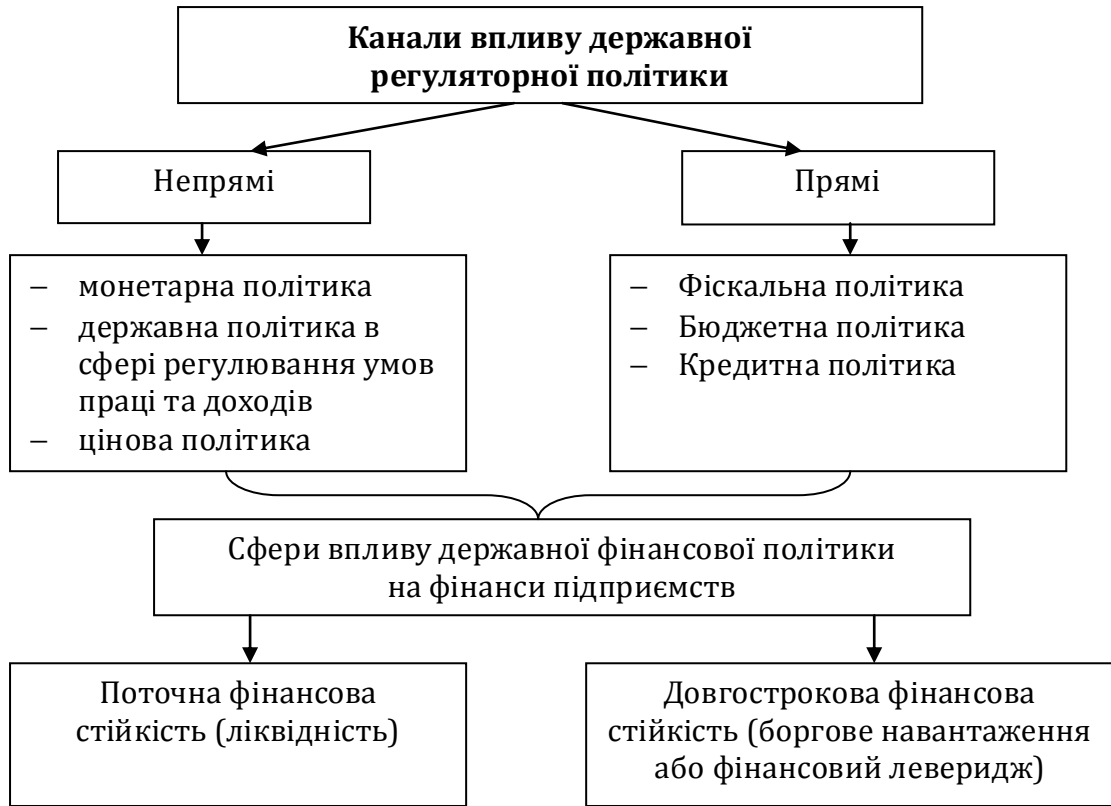 Канали впливу державної
регуляторної політики
Непрямі
Прямі
– монетарна політика
– державна політика в
сфері регулювання умов
праці та доходів
– цінова політика
– Фіскальна політика
– Бюджетна політика
– Кредитна політика
Сфери впливу державної фінансової політики
на фінанси підприємств
Поточна фінансова
стійкість (ліквідність)
Довгострокова фінансова
стійкість (боргове навантаження
або фінансовий леверидж)